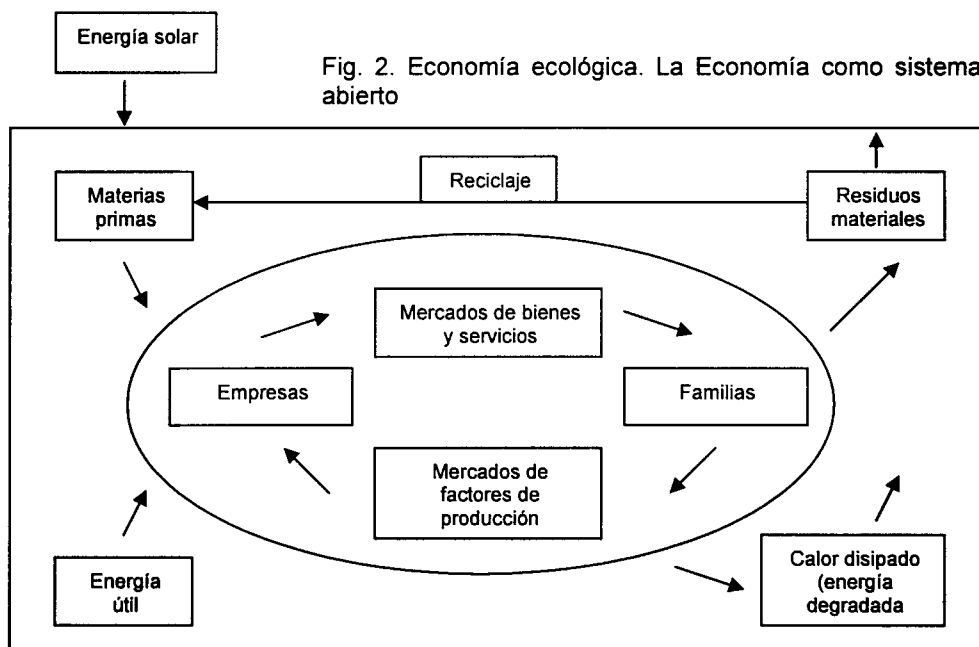 Energía solar
Fig. 2. Economía ecológica. La Economía como sistema
abierto
Materias
primas
Reciclaje
Residuos
materiales
Mercados de bienes
y servicios
Empresas
Familias
Mercados de
factores de
producción
Energía
útil
Calor disipado
(energía
degradada